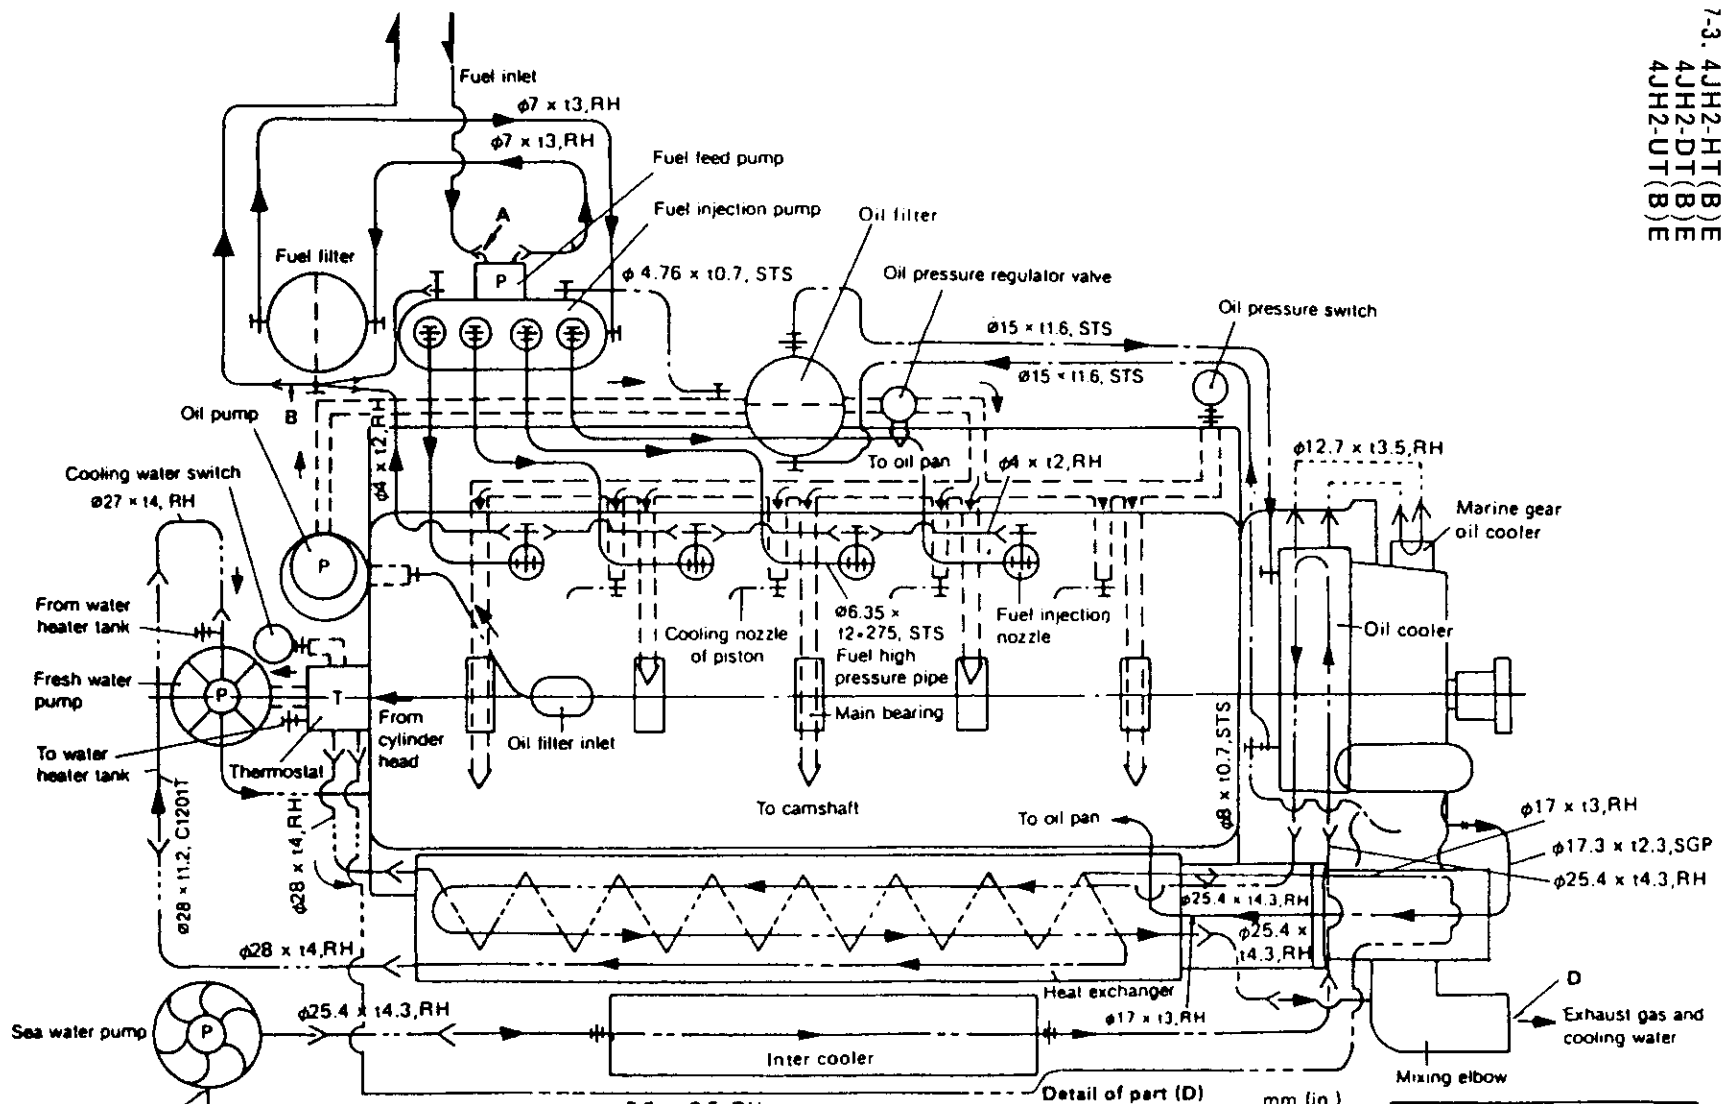 7-3. 4JH2-HT(B)E
4JH2-DT(B)E
4JH2-UT(B)E
Fuel inlet
φ7 × t3,RH
φ7 × t3,RH
Fuel feed pump
A
Fuel injection pump
Oil filter
Fuel filter
P
φ4.76 × t0.7, STS
Oil pressure regulator valve
Oil pressure switch
Ø15 × t1.6, STS
Ø15 × t1.6, STS
B
Oil pump
φ4 × t2,RH
To oil pan
φ4 × t2,RH
φ12.7 × t3.5,RH
Cooling water switch
Ø27 × t4, RH
Marine gear
oil cooler
P
From water
heater tank
Cooling nozzle
of piston
Ø6.35 ×
t2-275, STS
Fuel high
pressure pipe
Fuel injection
nozzle
Oil cooler
Fresh water
pump
P
T
From
cylinder
head
Oil filter inlet
Main bearing
To water
heater tank
Thermostat
φ8 × t0.7,STS
φ28 × t1.2, C1201T
φ28 × t4,RH
To camshaft
To oil pan
φ17 × t3,RH
φ17.3 × t2.3,SGP
φ25.4 × t4.3,RH
φ25.4 × t4.3,RH
φ25.4 ×
t4.3,RH
φ28 × t4,RH
Heat exchanger
D
φ25.4 × t4.3,RH
φ17 × t3,RH
Sea water pump
P
Inter cooler
Exhaust gas and
cooling water
Mixing elbow
Detail of part (D)
mm (in.)